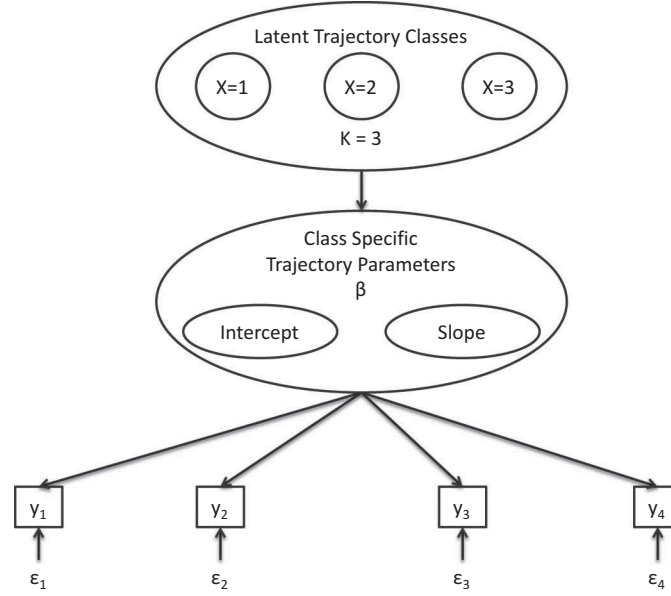 Latent Trajectory Classes
X=1 X=2 X=3
K = 3
Class Specific
Trajectory Parameters
β
Intercept Slope
y₁ y₂ y₃ y₄
ε₁ ε₂ ε₃ ε₄